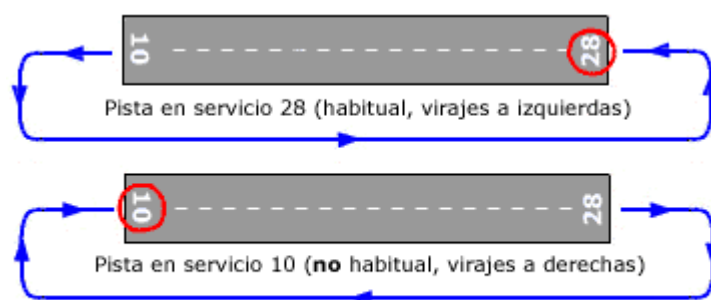 10 28
Pista en servicio 28 (habitual, virajes a izquierdas)
10 28
Pista en servicio 10 (no habitual, virajes a derechas)